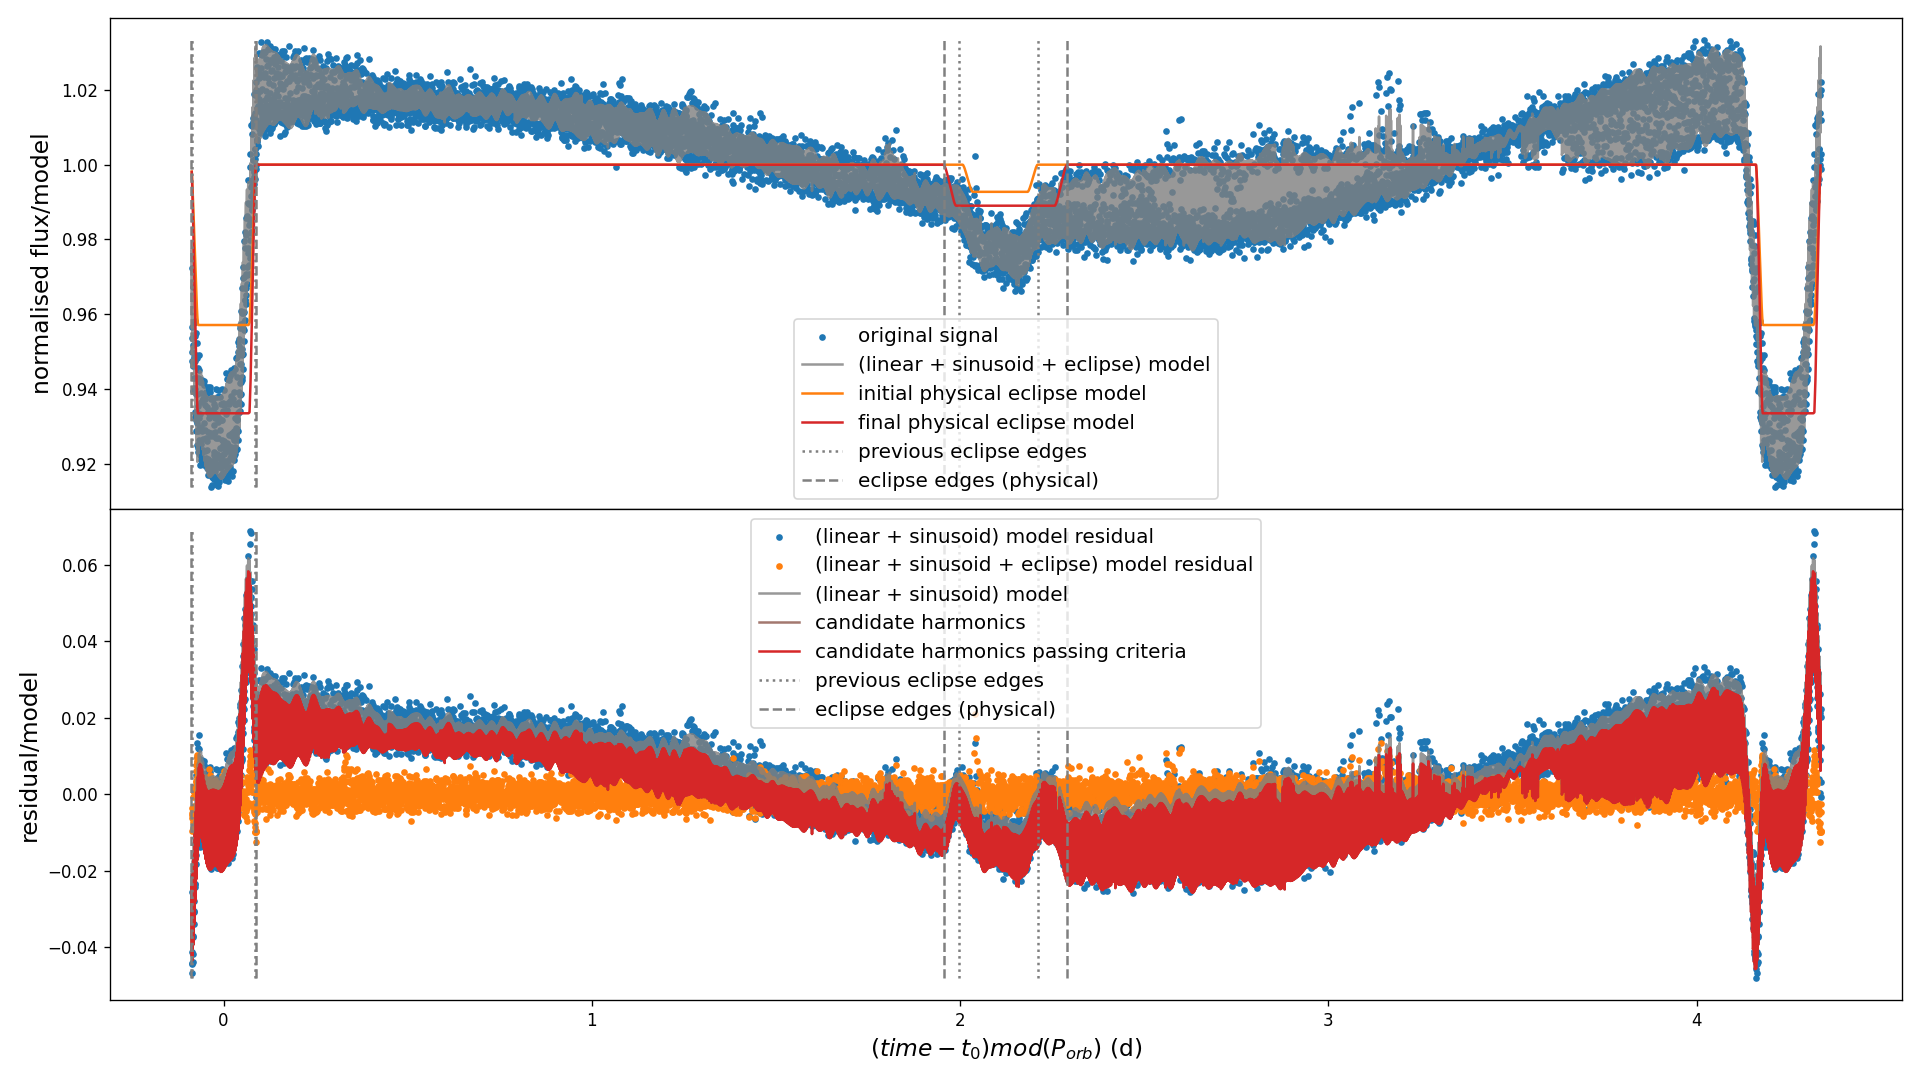 normalised flux/model
1.02
1.00
0.98
0.96
0.94
0.92
original signal
(linear + sinusoid + eclipse) model
initial physical eclipse model
final physical eclipse model
previous eclipse edges
eclipse edges (physical)
residual/model
0.06
0.04
0.02
0.00
−0.02
−0.04
(linear + sinusoid) model residual
(linear + sinusoid + eclipse) model residual
(linear + sinusoid) model
candidate harmonics
candidate harmonics passing criteria
previous eclipse edges
eclipse edges (physical)
0 1 2 3 4
(time − t₀)mod(P_orb) (d)